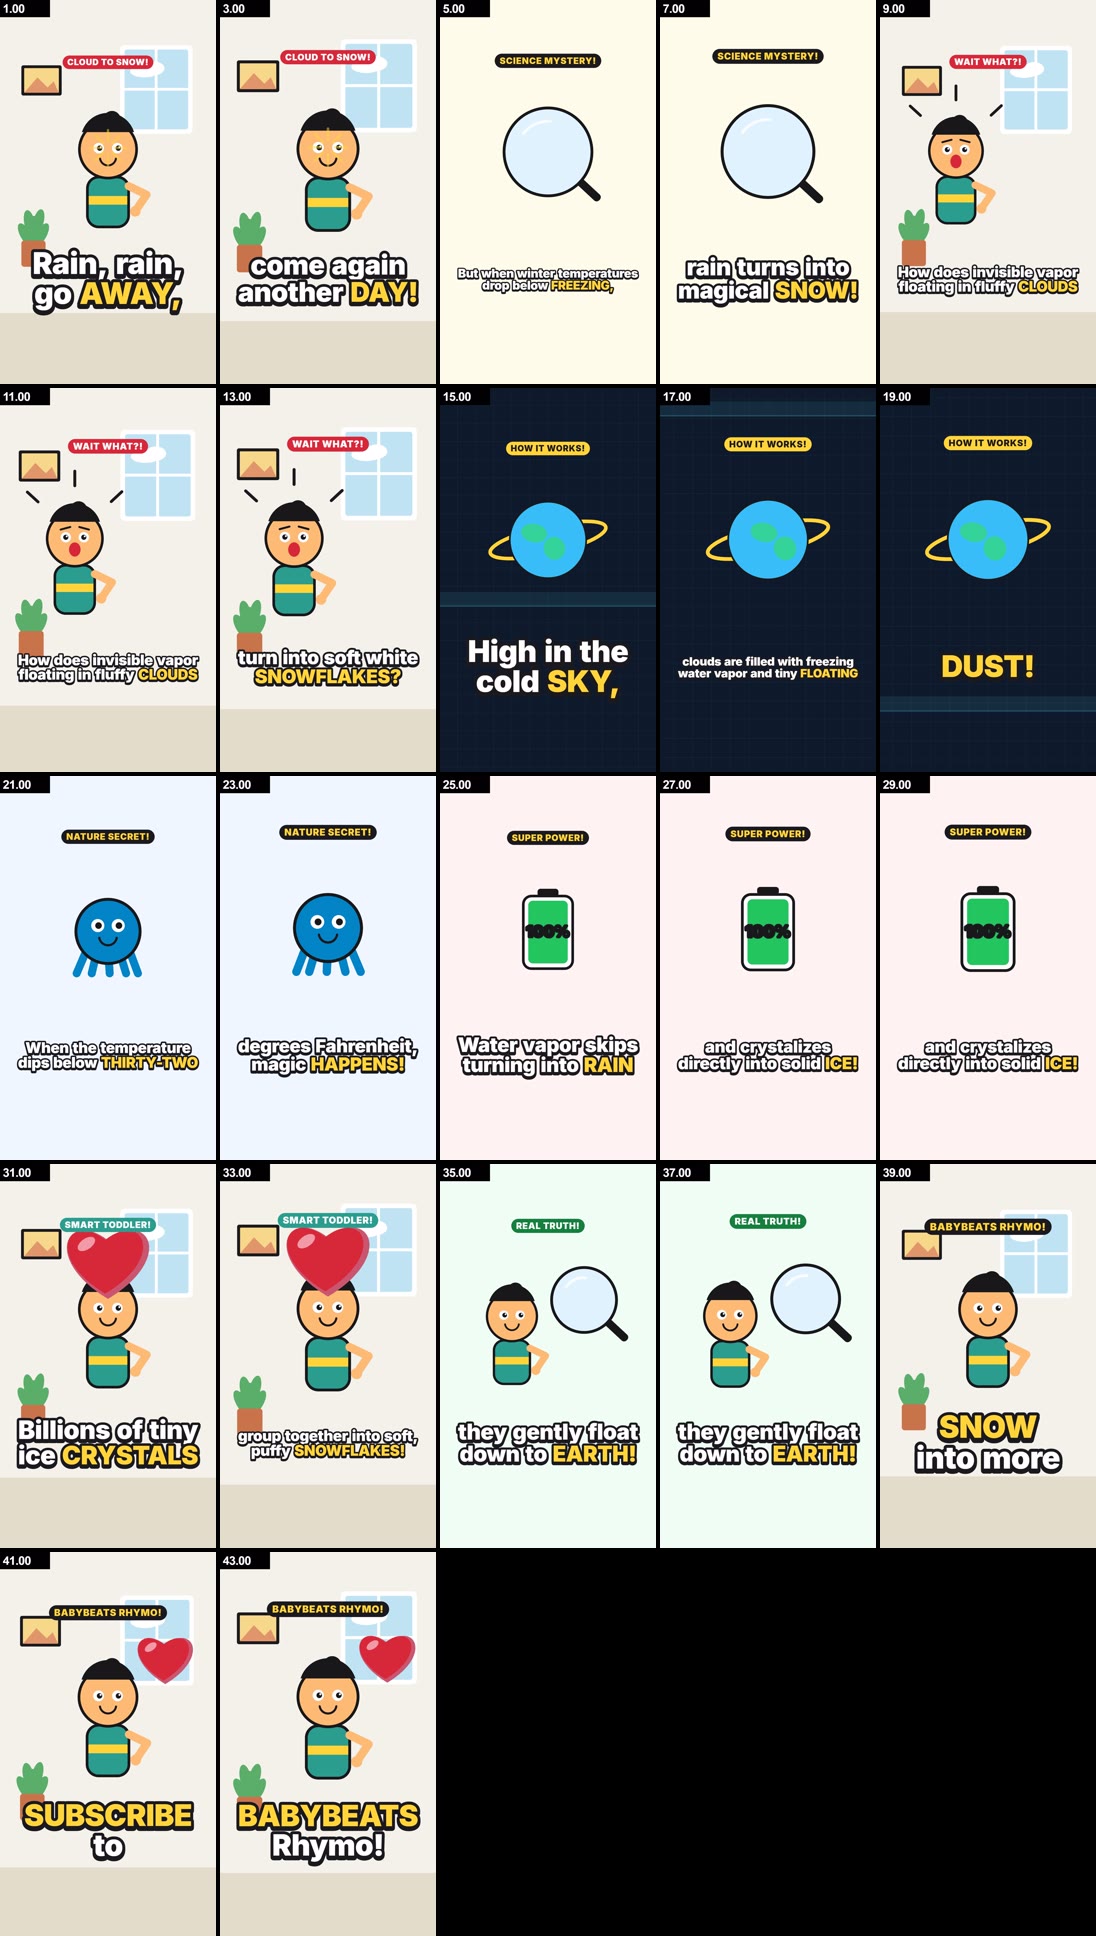 1.00
CLOUD TO SNOW!
Rain, rain,
go AWAY,
3.00
CLOUD TO SNOW!
come again
another DAY!
5.00
SCIENCE MYSTERY!
But when winter temperatures
drop below FREEZING,
7.00
SCIENCE MYSTERY!
rain turns into
magical SNOW!
9.00
WAIT WHAT?!
How does invisible vapor
floating in fluffy CLOUDS
11.00
WAIT WHAT?!
How does invisible vapor
floating in fluffy CLOUDS
13.00
WAIT WHAT?!
turn into soft white
SNOWFLAKES?
15.00
HOW IT WORKS!
High in the
cold SKY,
17.00
HOW IT WORKS!
clouds are filled with freezing
water vapor and tiny FLOATING
19.00
HOW IT WORKS!
DUST!
21.00
NATURE SECRET!
When the temperature
dips below THIRTY-TWO
23.00
NATURE SECRET!
degrees Fahrenheit,
magic HAPPENS!
25.00
SUPER POWER!
100%
Water vapor skips
turning into RAIN
27.00
SUPER POWER!
100%
and crystalizes
directly into solid ICE!
29.00
SUPER POWER!
100%
and crystalizes
directly into solid ICE!
31.00
SMART TODDLER!
Billions of tiny
ice CRYSTALS
33.00
SMART TODDLER!
group together into soft,
puffy SNOWFLAKES!
35.00
REAL TRUTH!
they gently float
down to EARTH!
37.00
REAL TRUTH!
they gently float
down to EARTH!
39.00
BABYBEATS RHYMO!
SNOW
into more
41.00
BABYBEATS RHYMO!
SUBSCRIBE
to
43.00
BABYBEATS RHYMO!
BABYBEATS
Rhymo!